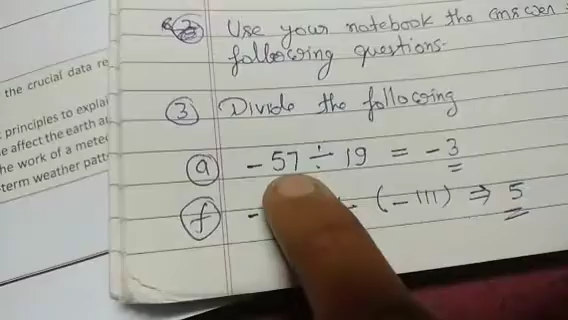 the crucial data re
principles to explai
e affect the earth a
he work of a mete
-term weather patt
② Use your notebook the answer
following questions.
③ Divide the following
ⓐ -57 ÷ 19 = -3
ⓕ - ÷ (-111) ⇒ 5